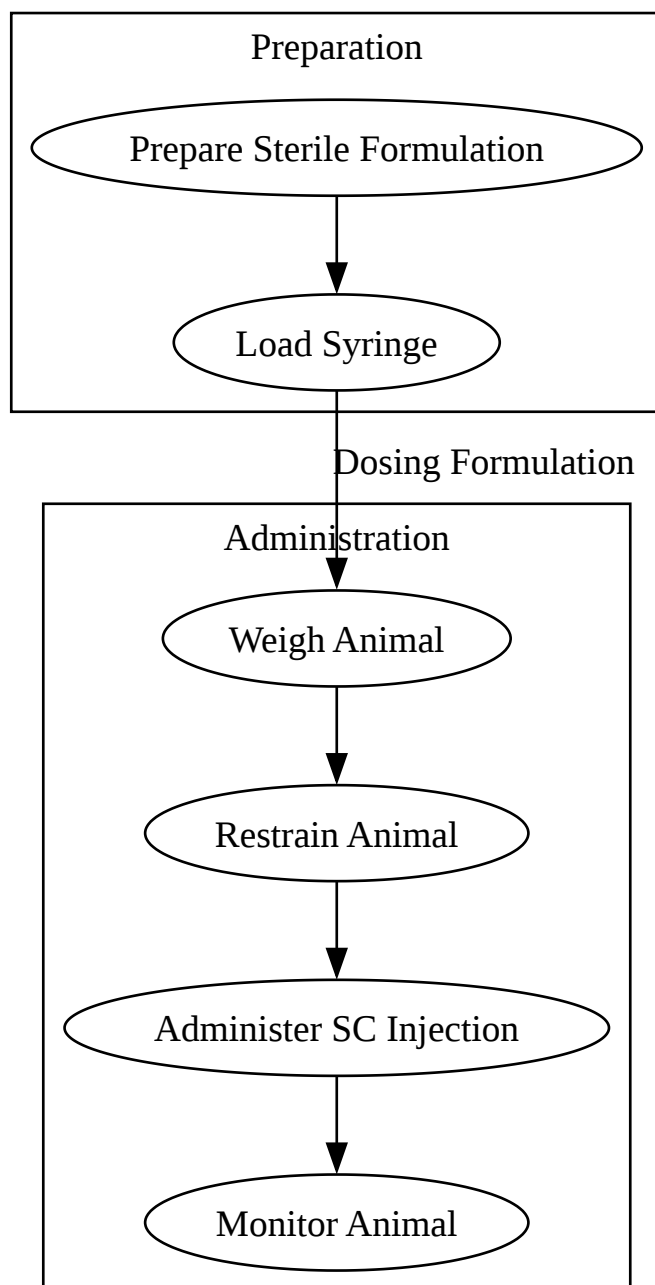 Preparation
Prepare Sterile Formulation
Load Syringe
Dosing Formulation
Administration
Weigh Animal
Restrain Animal
Administer SC Injection
Monitor Animal